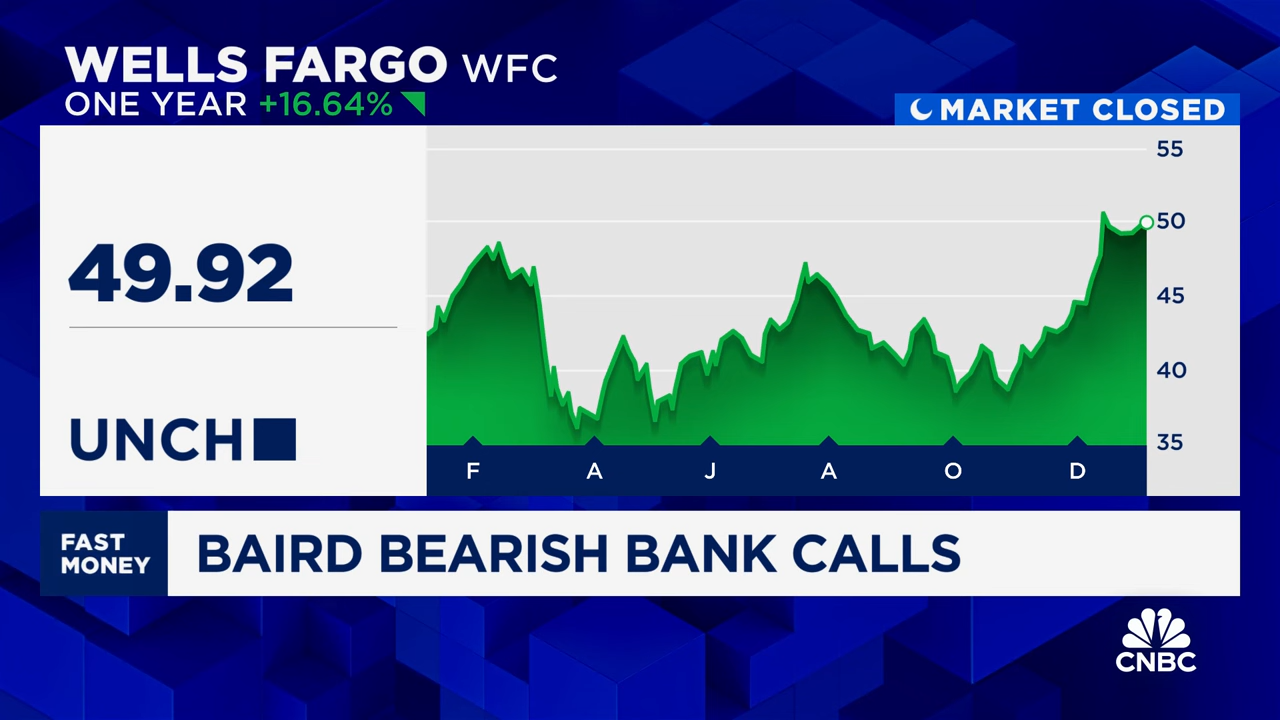 WELLS FARGO WFC
ONE YEAR +16.64%
MARKET CLOSED
49.92
UNCH
55
50
45
40
35
F A J A O D
FAST
MONEY
BAIRD BEARISH BANK CALLS
CNBC